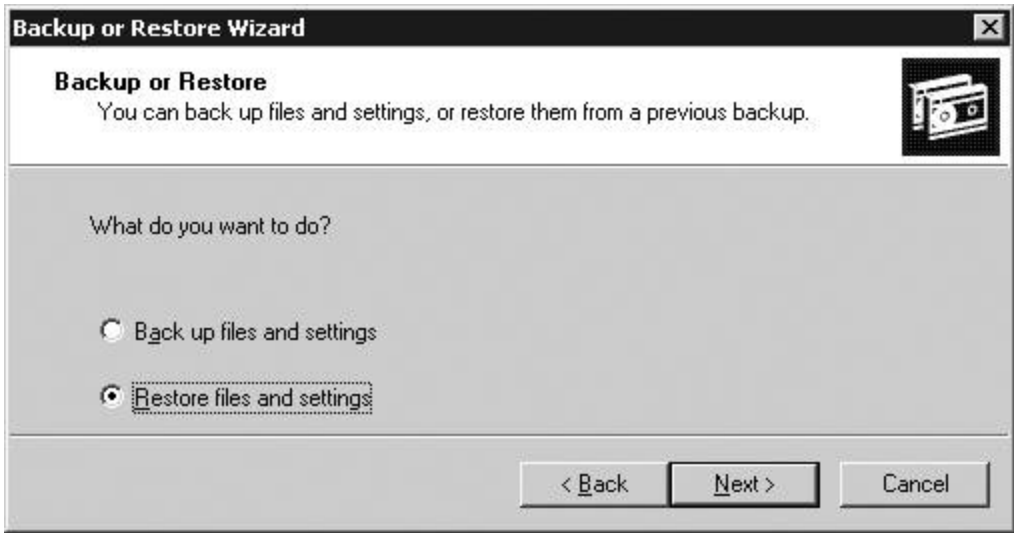 Backup or Restore Wizard
Backup or Restore
You can back up files and settings, or restore them from a previous backup.
What do you want to do?
Back up files and settings
Restore files and settings
< Back Next > Cancel